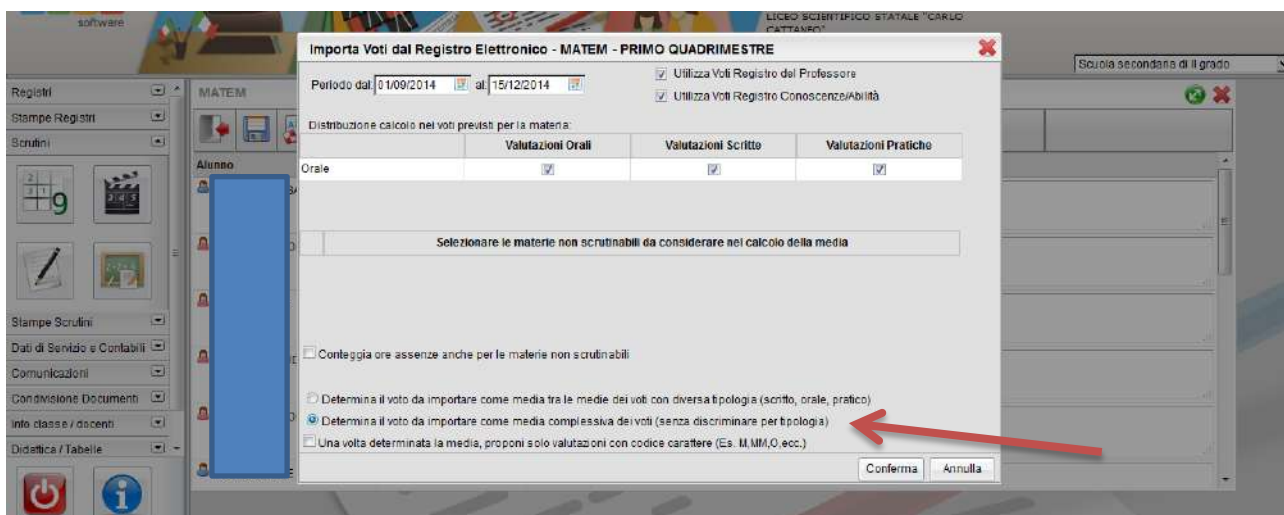 software
LICEO SCIENTIFICO STATALE "CARLO
CATTANEO"
Scuola secondaria di II grado
Registri
Stampe Registri
Scrutini
Stampe Scrutini
Dati di Servizio e Contabili
Comunicazioni
Condivisione Documenti
Info classe / docenti
Didattica / Tabelle
MATEM
Alunno
Importa Voti dal Registro Elettronico - MATEM - PRIMO QUADRIMESTRE
Periodo dal: 01/09/2014 al: 15/12/2014
Utilizza Voti Registro del Professore
Utilizza Voti Registro Conoscenze/Abilità
Distribuzione calcolo nei voti previsti per la materia:
Valutazioni Orali Valutazioni Scritte Valutazioni Pratiche
Orale
Selezionare le materie non scrutinabili da considerare nel calcolo della media
Conteggia ore assenze anche per le materie non scrutinabili
Determina il voto da importare come media tra le medie dei voti con diversa tipologia (scritto, orale, pratico)
Determina il voto da importare come media complessiva dei voti (senza discriminare per tipologia)
Una volta determinata la media, proponi solo valutazioni con codice carattere (Es. M,MM,O,ecc.)
Conferma Annulla